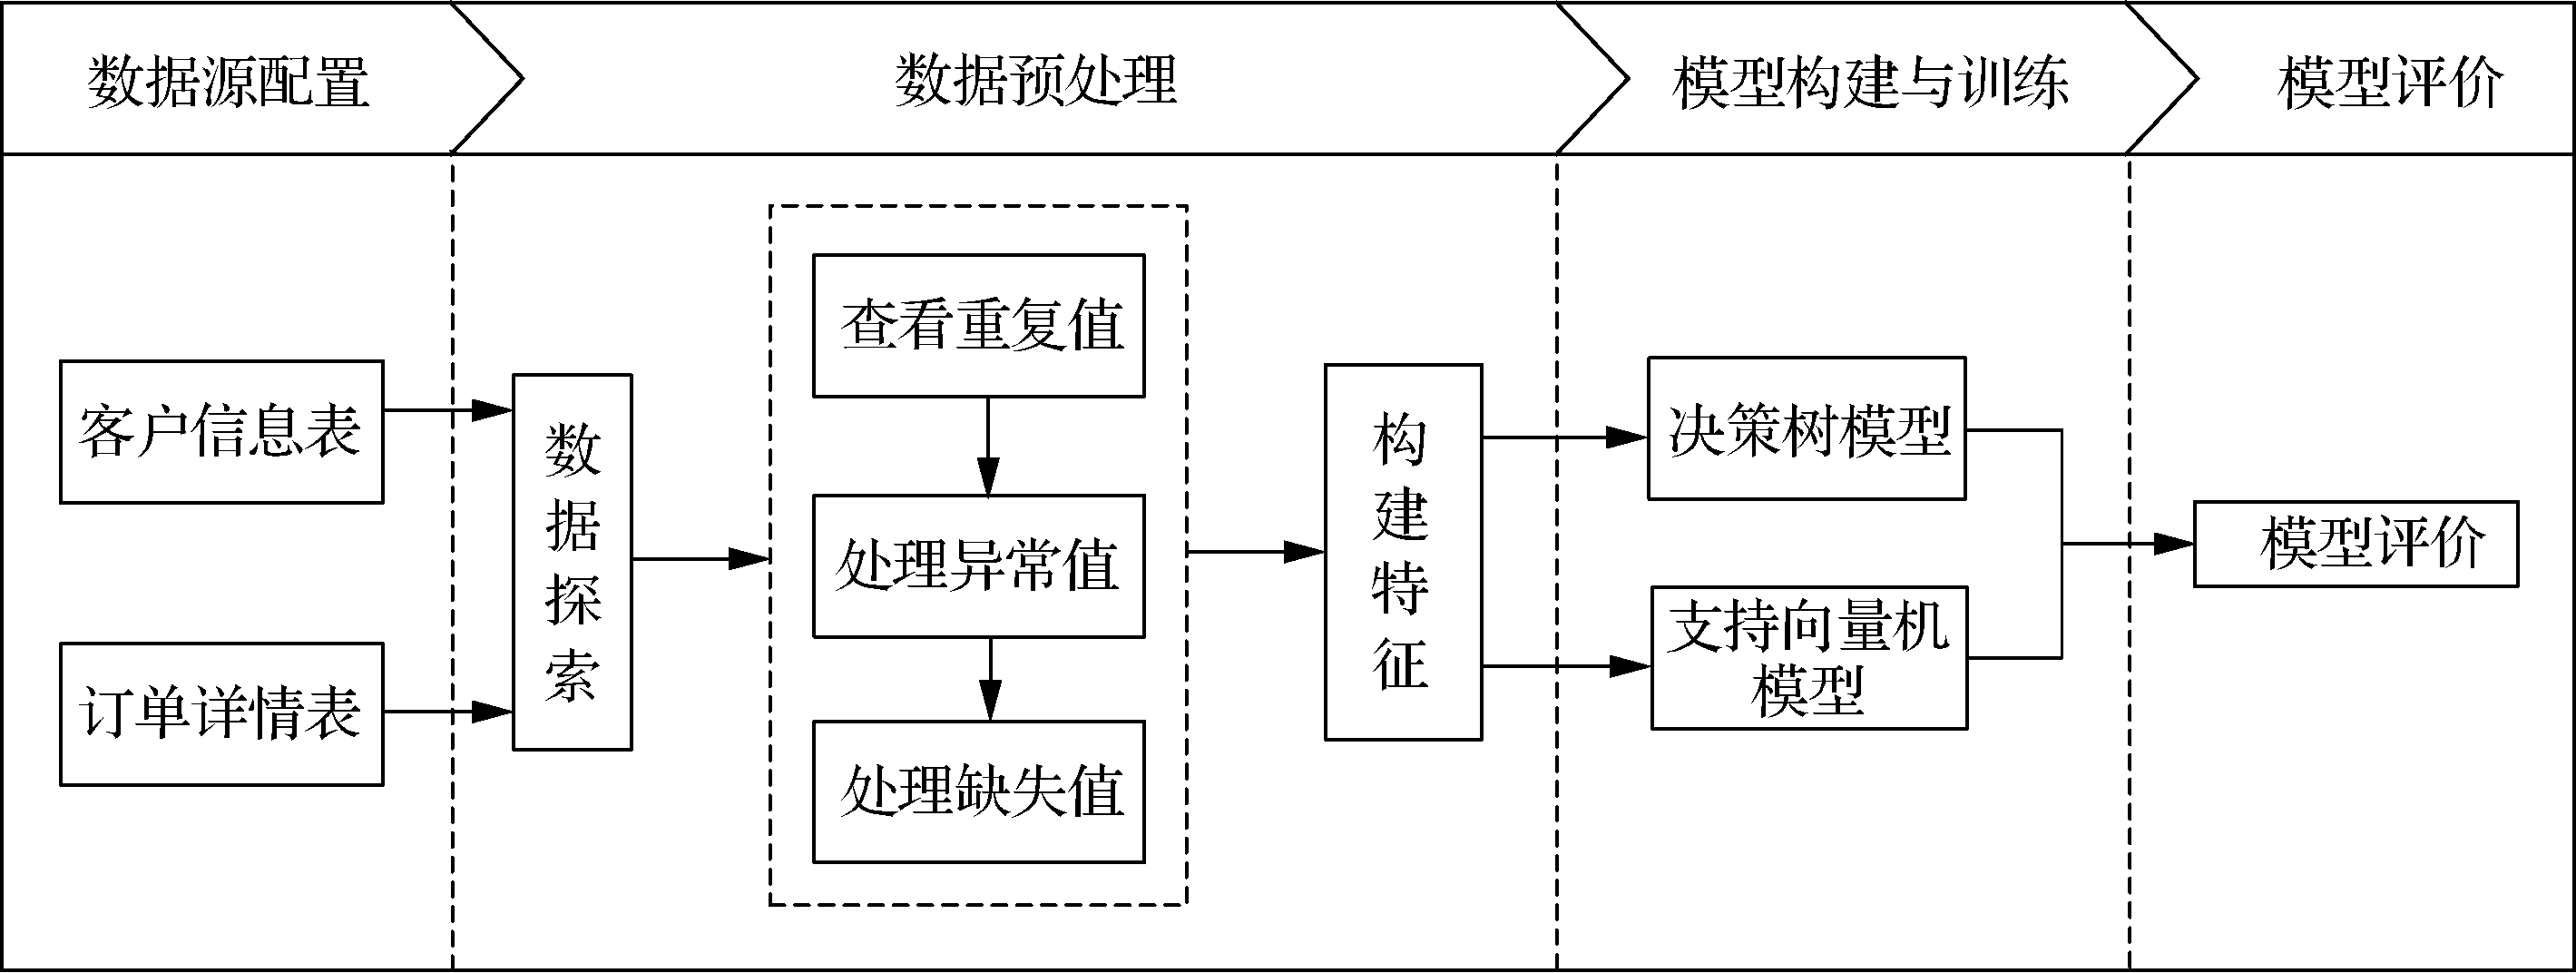 数据源配置
数据预处理
模型构建与训练
模型评价
客户信息表
订单详情表
数据探索
查看重复值
处理异常值
处理缺失值
构建特征
决策树模型
支持向量机
模型
模型评价